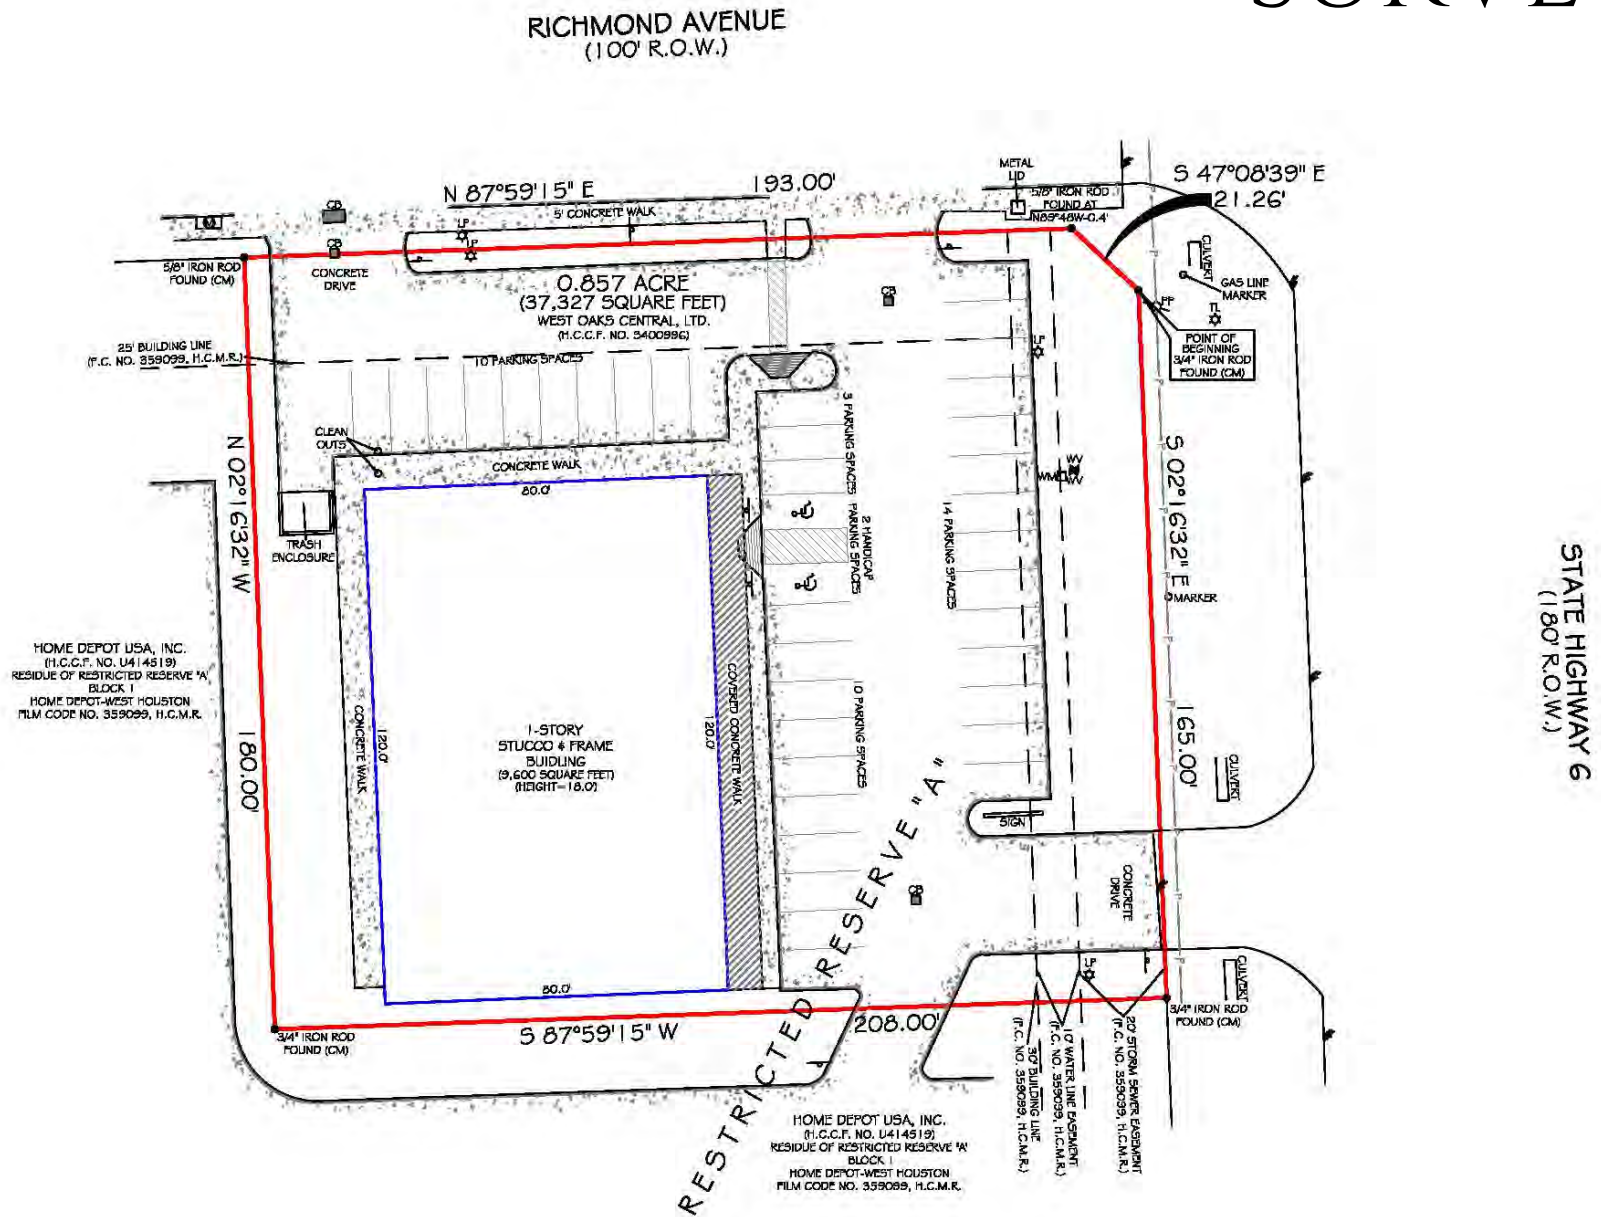 SURVE
RICHMOND AVENUE
(100' R.O.W.)
N 87°59'15" E
193.00'
METAL
LID
5/8" IRON ROD
FOUND AT
N89°48W-0.4'
S 47°08'39" E
21.26'
CB
LP
5' CONCRETE WALK
LP
CB
5/8" IRON ROD
FOUND (CM)
CONCRETE
DRIVE
0.857 ACRE
(37,327 SQUARE FEET)
WEST OAKS CENTRAL, LTD.
(H.C.C.F. NO. S400996)
CB
CULVERT
GAS LINE
MARKER
PP
TL
POINT OF
BEGINNING
3/4" IRON ROD
FOUND (CM)
25' BUILDING LINE
(F.C. NO. 359099, H.C.M.R.)
10 PARKING SPACES
LP
CLEAN
OUTS
CONCRETE WALK
80.0'
3 PARKING SPACES
2 HANDICAP
PARKING SPACES
14 PARKING SPACES
WV
WM
WV
N 02°16'32" W
180.00'
S 02°16'32" E
165.00'
MARKER
TRASH
ENCLOSURE
STATE HIGHWAY 6
(180' R.O.W.)
HOME DEPOT USA, INC.
(H.C.C.F. NO. U414519)
RESIDUE OF RESTRICTED RESERVE "A"
BLOCK 1
HOME DEPOT-WEST HOUSTON
FILM CODE NO. 359099, H.C.M.R.
CONCRETE WALK
120.0'
1-STORY
STUCCO & FRAME
BUIDLING
(9,600 SQUARE FEET)
(HEIGHT=18.0')
120.0'
COVERED CONCRETE WALK
10 PARKING SPACES
RESTRICTED RESERVE "A"
SIGN
CULVERT
CONCRETE
DRIVE
CB
LP
CULVERT
80.0'
S 87°59'15" W
208.00'
3/4" IRON ROD
FOUND (CM)
3/4" IRON ROD
FOUND (CM)
30' BUILDING LINE
(F.C. NO. 359099, H.C.M.R.)
10' WATER LINE EASEMENT
(F.C. NO. 359099, H.C.M.R.)
20' STORM SEWER EASEMENT
(F.C. NO. 359099, H.C.M.R.)
HOME DEPOT USA, INC.
(H.C.C.F. NO. U414519)
RESIDUE OF RESTRICTED RESERVE "A"
BLOCK 1
HOME DEPOT-WEST HOUSTON
FILM CODE NO. 359099, H.C.M.R.